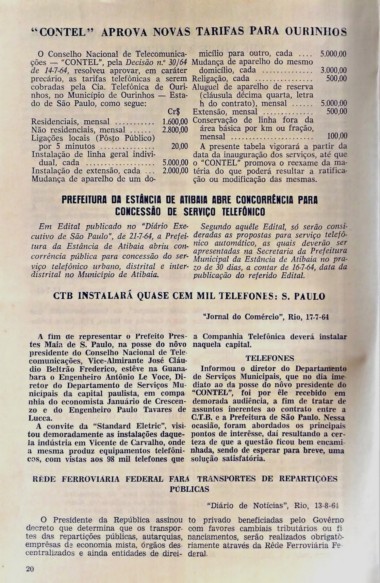 "CONTEL" APROVA NOVAS TARIFAS PARA OURINHOS
O Conselho Nacional de Telecomunica-
ções — "CONTEL", pela Decisão n.º 30/64
de 14-7-64, resolveu aprovar, em caráter
precário, as tarifas telefônicas a serem
cobradas pela Cia. Telefônica de Ouri-
nhos, no Município de Ourinhos — Esta-
do de São Paulo, como segue:
Cr$
Residenciais, mensal ........... 1.600,00
Não residenciais, mensal ...... 2.800,00
Ligações locais (Pôsto Público)
por 5 minutos ............... 20,00
Instalação de linha geral indivi-
dual, cada .................. 5.000,00
Instalação de extensão, cada ... 2.000,00
Mudança de aparelho de um do-
micílio para outro, cada .... 5.000,00
Mudança de aparelho do mesmo
domicílio, cada .............. 3.000,00
Religação, cada ................ 500,00
Aluguel de aparelho de reserva
(cláusula décima quarta, letra
h do contrato), mensal ..... 5.000,00
Extensão, mensal .............. 500,00
Conservação de linha fora da
área básica por km ou fração,
mensal ...................... 100,00
A presente tabela vigorará a partir da
data da inauguração dos serviços, até que
o "CONTEL" promova o reexame da ma-
téria do que poderá resultar a ratifica-
ção ou modificação das mesmas.
PREFEITURA DA ESTÂNCIA DE ATIBAIA ABRE CONCORRÊNCIA PARA
CONCESSÃO DE SERVIÇO TELEFÔNICO
Em Edital publicado no "Diário Exe-
cutivo de São Paulo", de 21-7-64, a Prefei-
tura da Estância de Atibaia abriu con-
corrência pública para concessão do ser-
viço telefônico urbano, distrital e inter-
distrital no Município de Atibaia.
Segundo aquêle Edital, só serão consi-
deradas as propostas para serviço telefô-
nico automático, as quais deverão ser
apresentadas na Secretaria da Prefeitura
Municipal da Estância de Atibaia no pra-
zo de 30 dias, a contar de 16-7-64, data da
publicação do referido Edital.
CTB INSTALARÁ QUASE CEM MIL TELEFONES: S. PAULO
"Jornal do Comércio", Rio, 17-7-64
A fim de representar o Prefeito Pres-
tes Maia de S. Paulo, na posse do nôvo
presidente do Conselho Nacional de Tele-
comunicações, Vice-Almirante José Cláu-
dio Beltrão Frederico, estêve na Guana-
bara o Engenheiro Antônio Le Voce, Di-
retor do Departamento de Serviços Mu-
nicipais da capital paulista, em compa-
nhia do economista Januário de Crescen-
zo e do Engenheiro Paulo Tavares de
Lucca.
A convite da "Standard Eletric", visi-
tou demoradamente as instalações daque-
la indústria em Vicente de Carvalho, onde
a mesma produz equipamentos telefôni-
cos, com vistas aos 98 mil telefones que
a Companhia Telefônica deverá instalar
naquela capital.
TELEFONES
Informou o diretor do Departamento
de Serviços Municipais, que no dia ime-
diato ao da posse do nôvo presidente do
"CONTEL", foi por êle recebido em
demorada audiência, a fim de tratar de
assuntos inerentes ao contrato entre a
C.T.B. e a Prefeitura de São Paulo. Nessa
ocasião, foram abordados os principais
pontos de interêsse, daí resultando a cer-
teza de que a questão ficou bem encami-
nhada, sendo de esperar para breve, uma
solução satisfatória.
RÊDE FERROVIÁRIA FEDERAL PARA TRANSPORTES DE REPARTIÇÕES
PÚBLICAS
"Diário de Notícias", Rio, 13-8-64
O Presidente da República assinou
decreto que determina que os transpor-
tes das repartições públicas, autarquias,
emprêsas de economia mista, órgãos des-
centralizados e ainda entidades de direi-
to privado beneficiadas pelo Govêrno
com favores cambiais tributários ou fi
nanciamentos, serão realizados obrigatò-
riamente através da Rêde Ferroviária Fe-
deral.
20